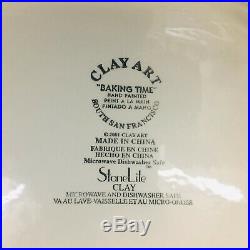 CLAY ART
"BAKING TIME"
HAND PAINTED
PEINT A LA MAIN
PINTADO A MANO
SOUTH SAN FRANCISCO
© 2001 CLAY ART
MADE IN CHINA
FABRIQUE EN CHINE
HECHO EN CHINA
Microwave Dishwasher Safe
StoneLite
CLAY
MICROWAVE AND DISHWASHER SAFE
VA AU LAVE-VAISSELLE ET AU MICRO-ONDES